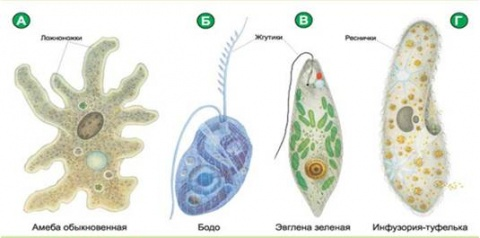 А
Б
В
Г
Ложноножки
Жгутики
Реснички
Амеба обыкновенная
Бодо
Эвглена зеленая
Инфузория-туфелька